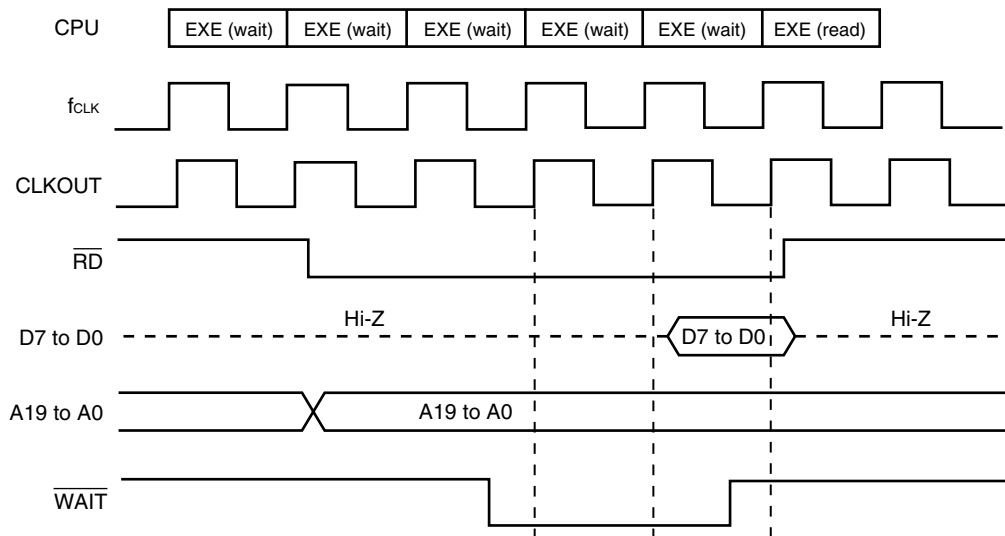 CPU EXE (wait) EXE (wait) EXE (wait) EXE (wait) EXE (wait) EXE (read)
fCLK
CLKOUT
RD
D7 to D0 Hi-Z D7 to D0 Hi-Z
A19 to A0 A19 to A0
WAIT